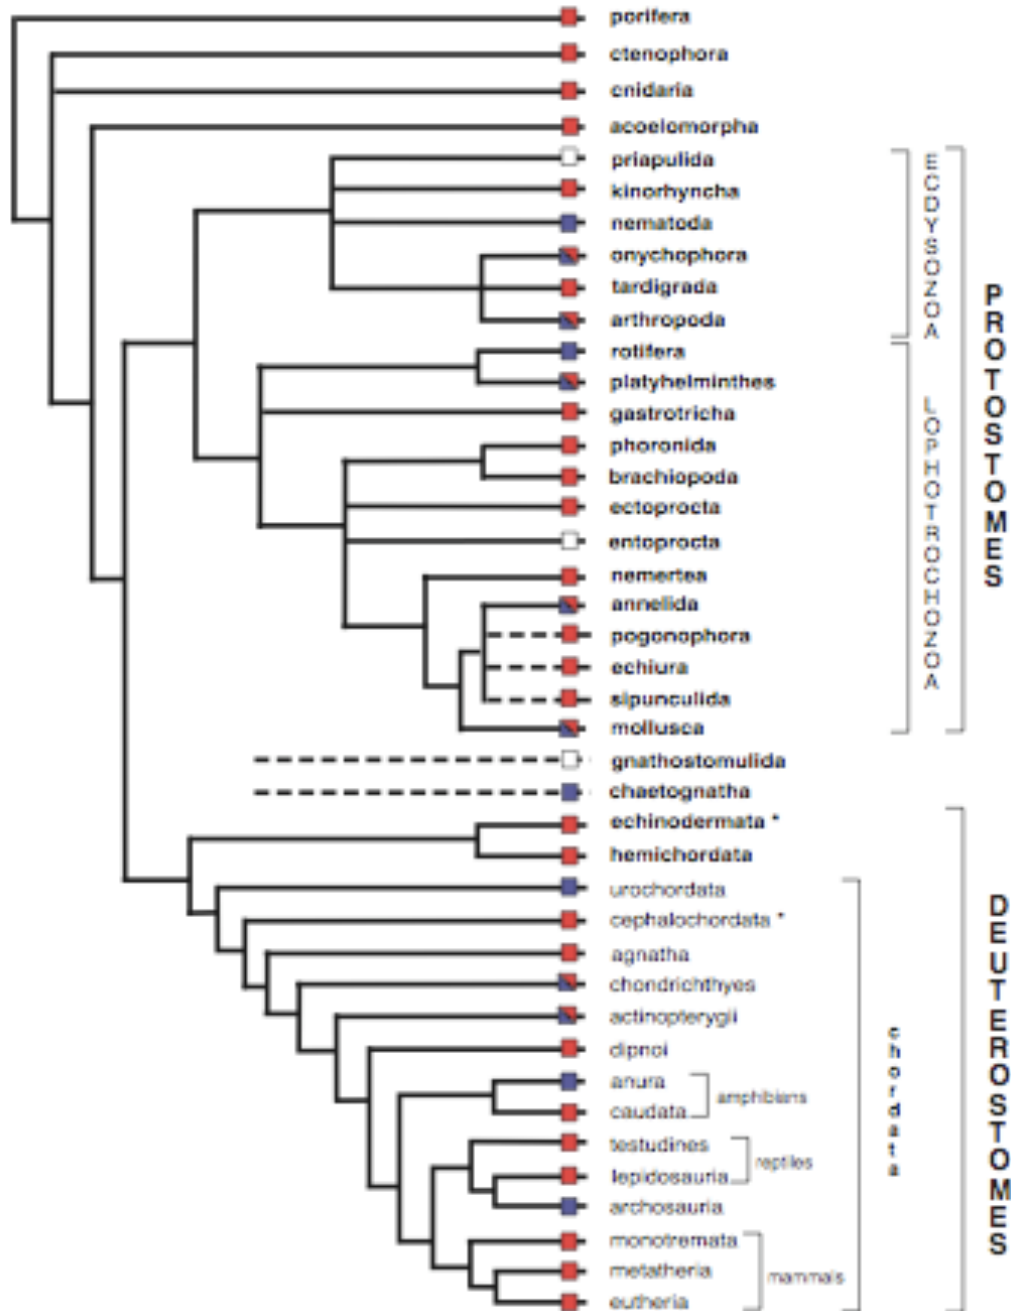 porifera
ctenophora
cnidaria
acoelomorpha
priapulida
kinorhyncha
nematoda
onychophora
tardigrada
arthropoda
rotifera
platyhelminthes
gastrotricha
phoronida
brachiopoda
ectoprocta
entoprocta
nemertea
annelida
pogonophora
echiura
sipunculida
mollusca
gnathostomulida
chaetognatha
echinodermata *
hemichordata
urochordata
cephalochordata *
agnatha
chondrichthyes
actinopterygii
dipnoi
anura
caudata
amphibians
testudines
lepidosauria
reptiles
archosauria
monotremata
metatheria
eutheria
mammals
chordata
ECDYSOZOA
LOPHOTROCHOZOA
PROTOSTOMES
DEUTEROSTOMES